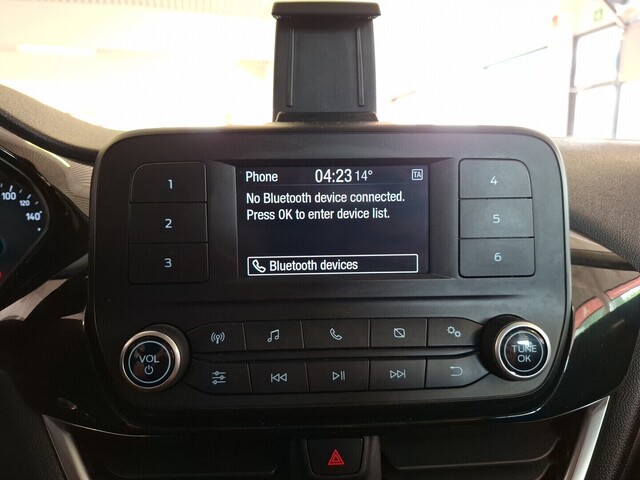 Phone 04:23 14° TA
No Bluetooth device connected.
Press OK to enter device list.
Bluetooth devices
1
2
3
4
5
6
VOL
TUNE
OK
100
120
140